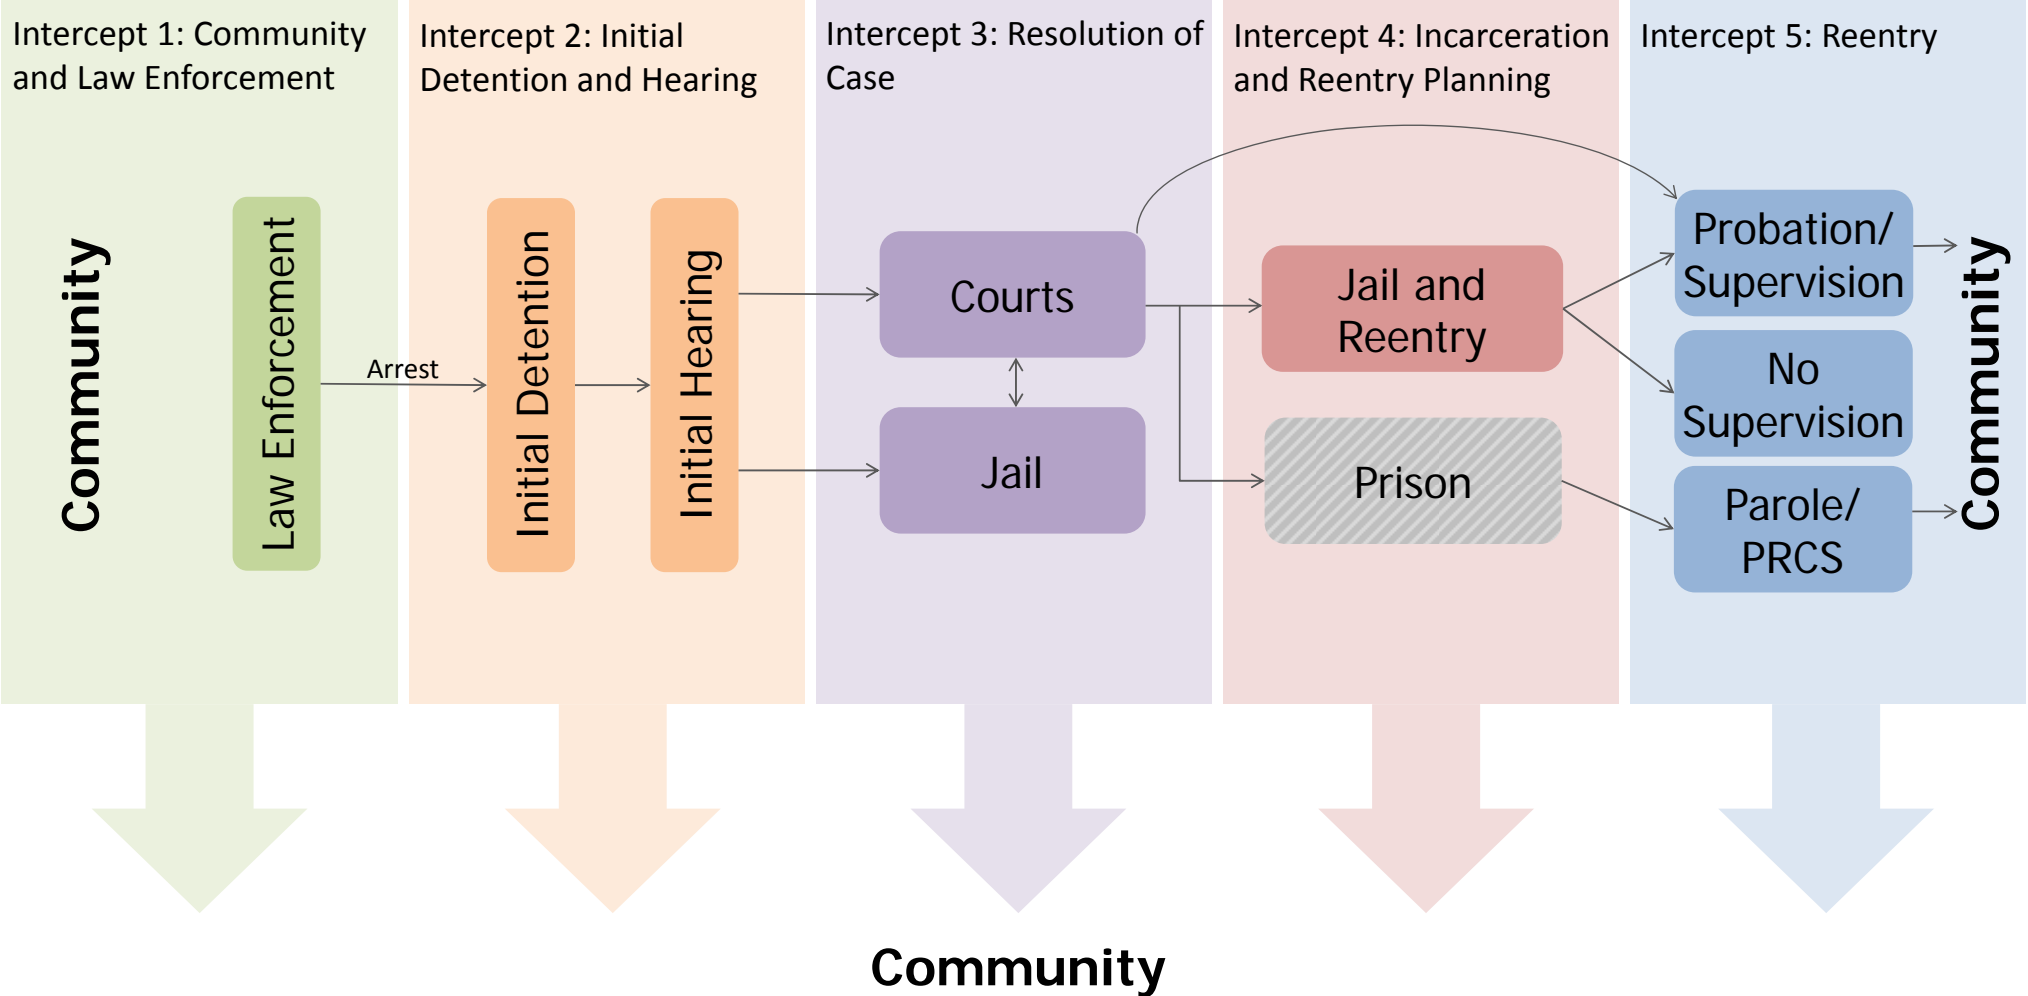 Intercept 1: Community
and Law Enforcement
Intercept 2: Initial
Detention and Hearing
Intercept 3: Resolution of
Case
Intercept 4: Incarceration
and Reentry Planning
Intercept 5: Reentry
Community
Law Enforcement
Arrest
Initial Detention
Initial Hearing
Courts
Jail
Jail and
Reentry
Prison
Probation/
Supervision
No
Supervision
Parole/
PRCS
Community
Community